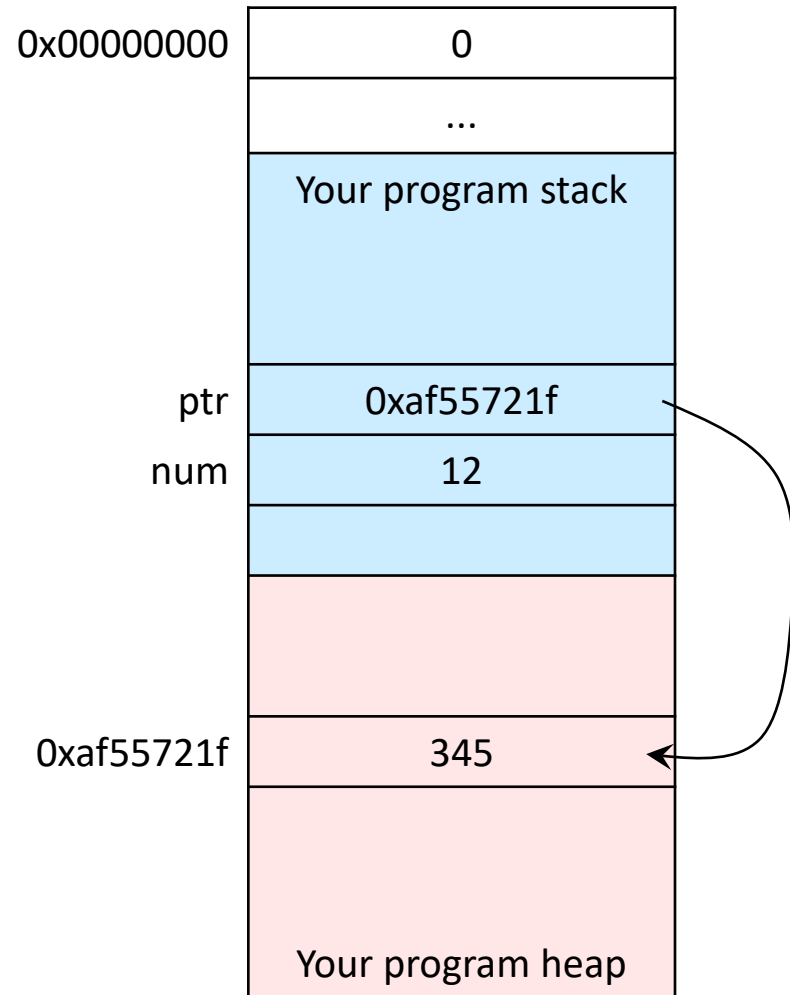 0x00000000 0
...
Your program stack
ptr 0xaf55721f
num 12
0xaf55721f 345
Your program heap